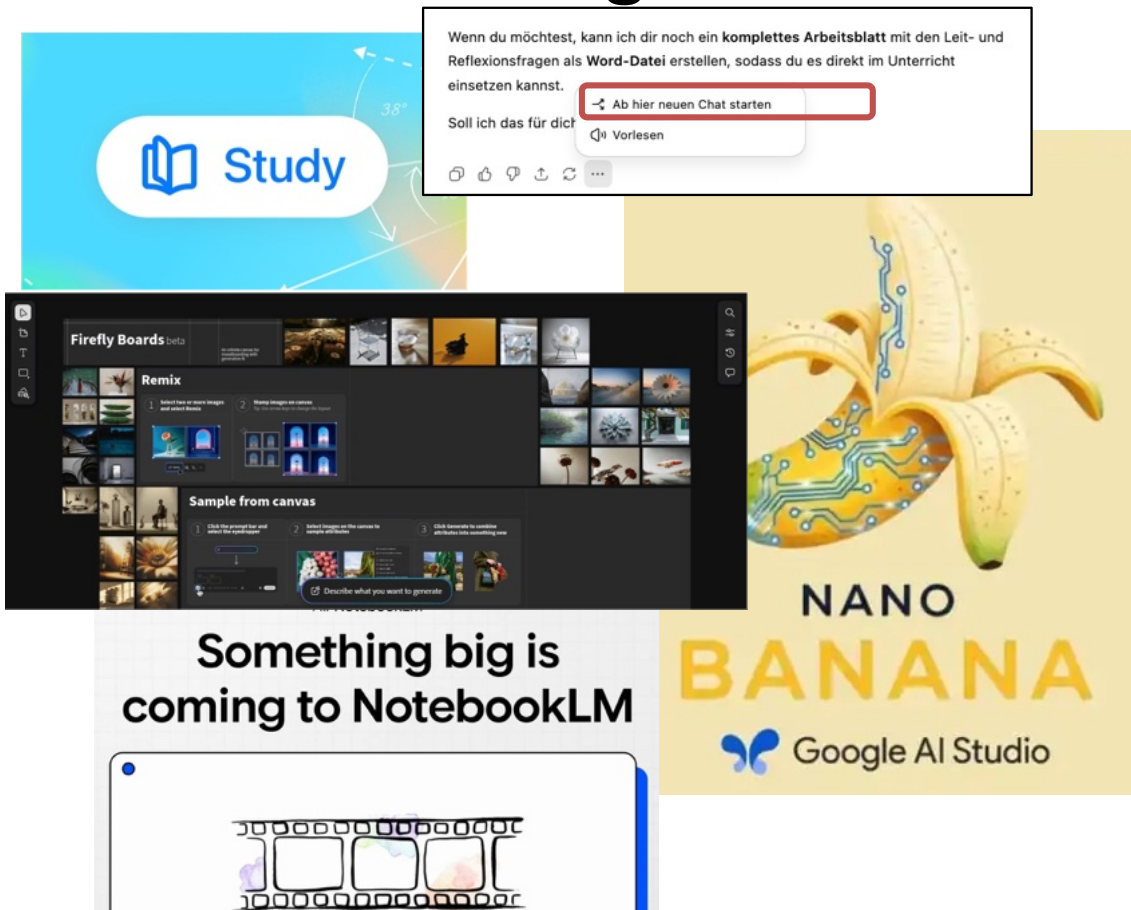 Wenn du möchtest, kann ich dir noch ein komplettes Arbeitsblatt mit den Leit- und
Reflexionsfragen als Word-Datei erstellen, sodass du es direkt im Unterricht
einsetzen kannst.
Ab hier neuen Chat starten
Soll ich das für dich
Vorlesen
38°
Study
Firefly Boards beta
Remix
1 Select two or more images
and select Remix
2 Stamp images on canvas
Sample from canvas
1 Click the prompt bar and
select the eyedropper
2 Select images on the canvas to
sample attributes
3 Click Generate to combine
attributes into something new
Describe what you want to generate
Something big is
coming to NotebookLM
NANO
BANANA
Google AI Studio